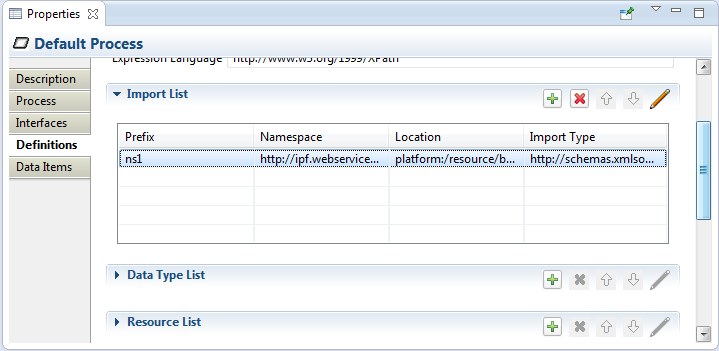 Properties
Default Process
Expression Language http://www.w3.org/1999/XPath
Description
Process
Interfaces
Definitions
Data Items
Import List
Prefix Namespace Location Import Type
ns1 http://ipf.webservice... platform:/resource/b... http://schemas.xmlso...
Data Type List
Resource List